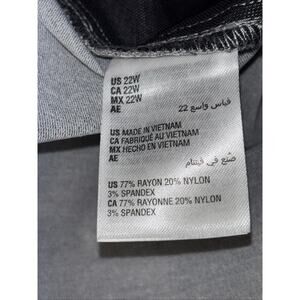 US 22W
CA 22W
MX 22W
AE قياس واسع 22
US MADE IN VIETNAM
CA FABRIQUÉ AU VIETNAM
MX HECHO EN VIETNAM
AE صنع في فيتنام
US 77% RAYON 20% NYLON
3% SPANDEX
CA 77% RAYONNE 20% NYLON
3% SPANDEX